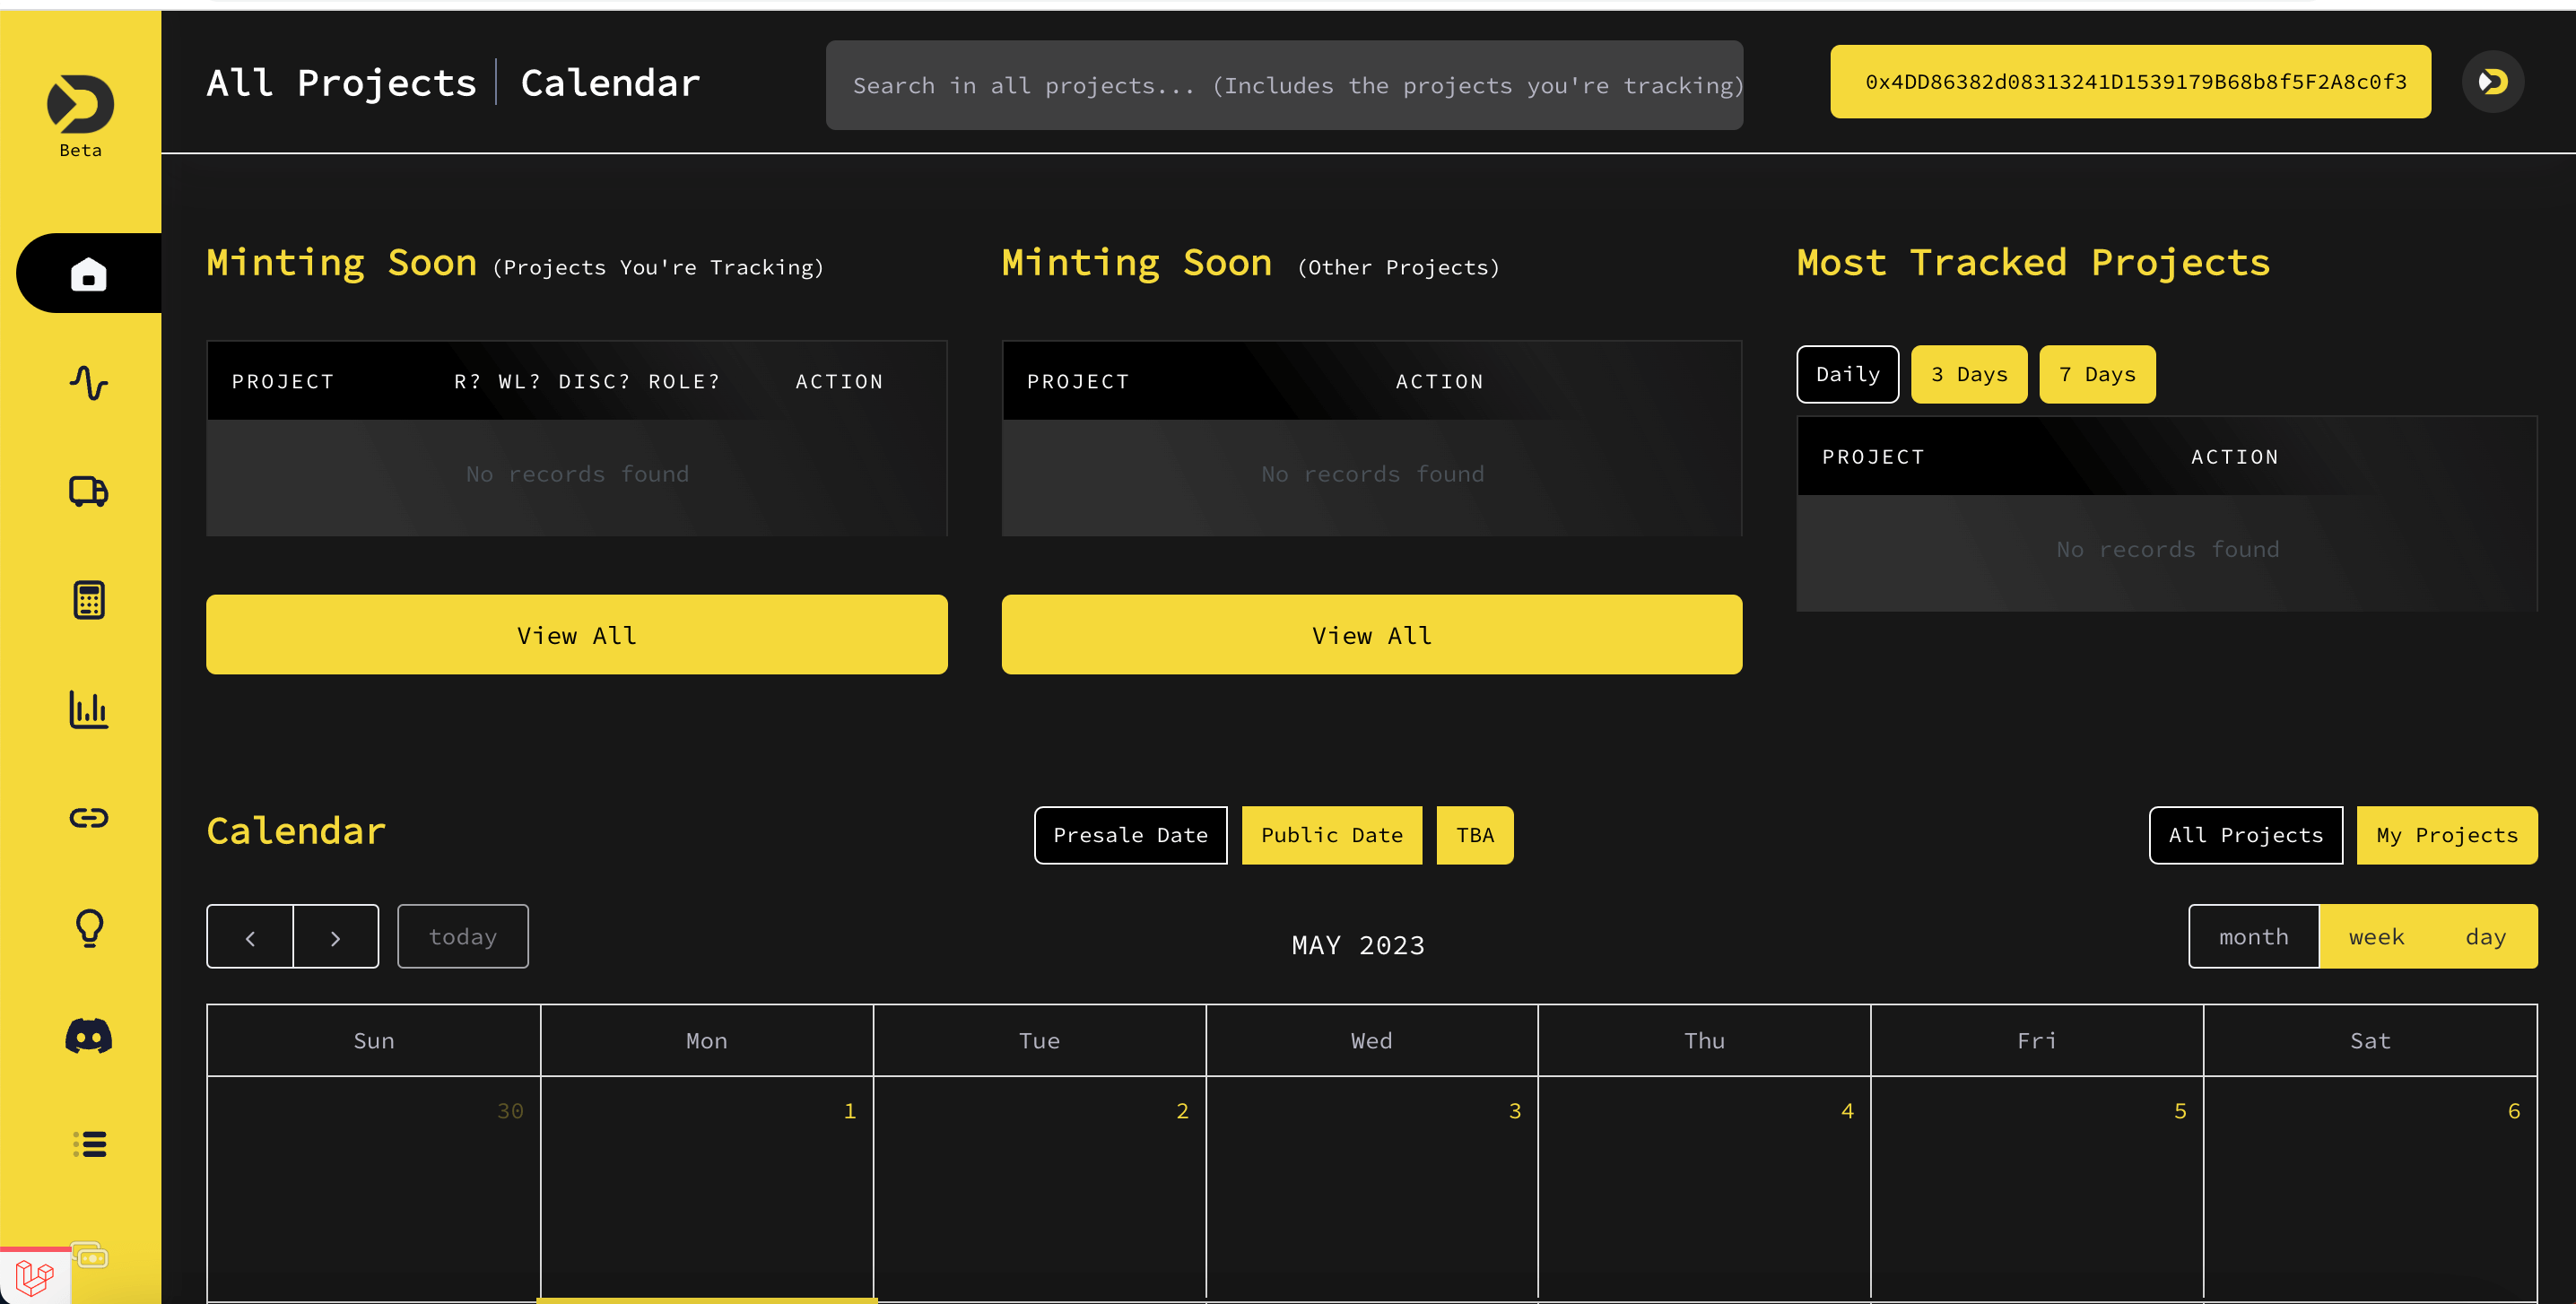 All Projects Calendar
Search in all projects... (Includes the projects you're tracking)
0x4DD86382d08313241D1539179B68b8f5F2A8c0f3
Beta
Minting Soon (Projects You're Tracking)
PROJECT R? WL? DISC? ROLE? ACTION
No records found
View All
Minting Soon (Other Projects)
PROJECT ACTION
No records found
View All
Most Tracked Projects
Daily 3 Days 7 Days
PROJECT ACTION
No records found
Calendar
Presale Date Public Date TBA
All Projects My Projects
today
MAY 2023
month week day
Sun Mon Tue Wed Thu Fri Sat
30 1 2 3 4 5 6